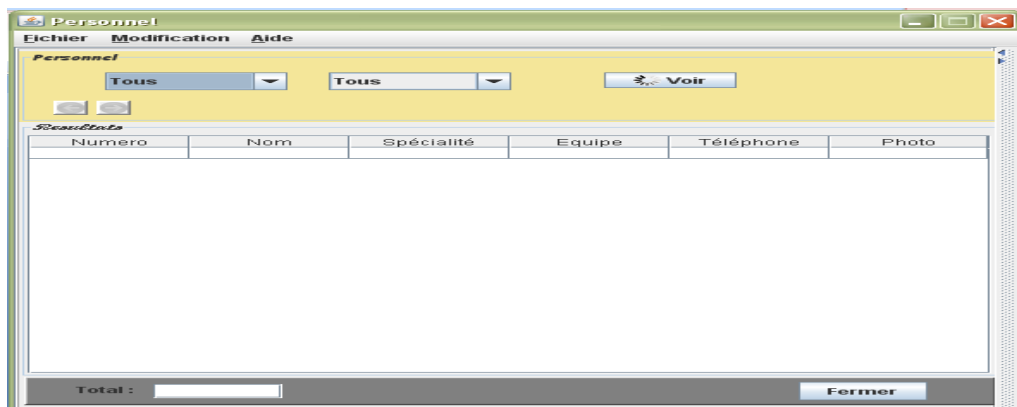 Personnel
Fichier Modification Aide
Personnel
Tous Tous Voir
Resultats
Numero Nom Spécialité Equipe Téléphone Photo
Total : Fermer